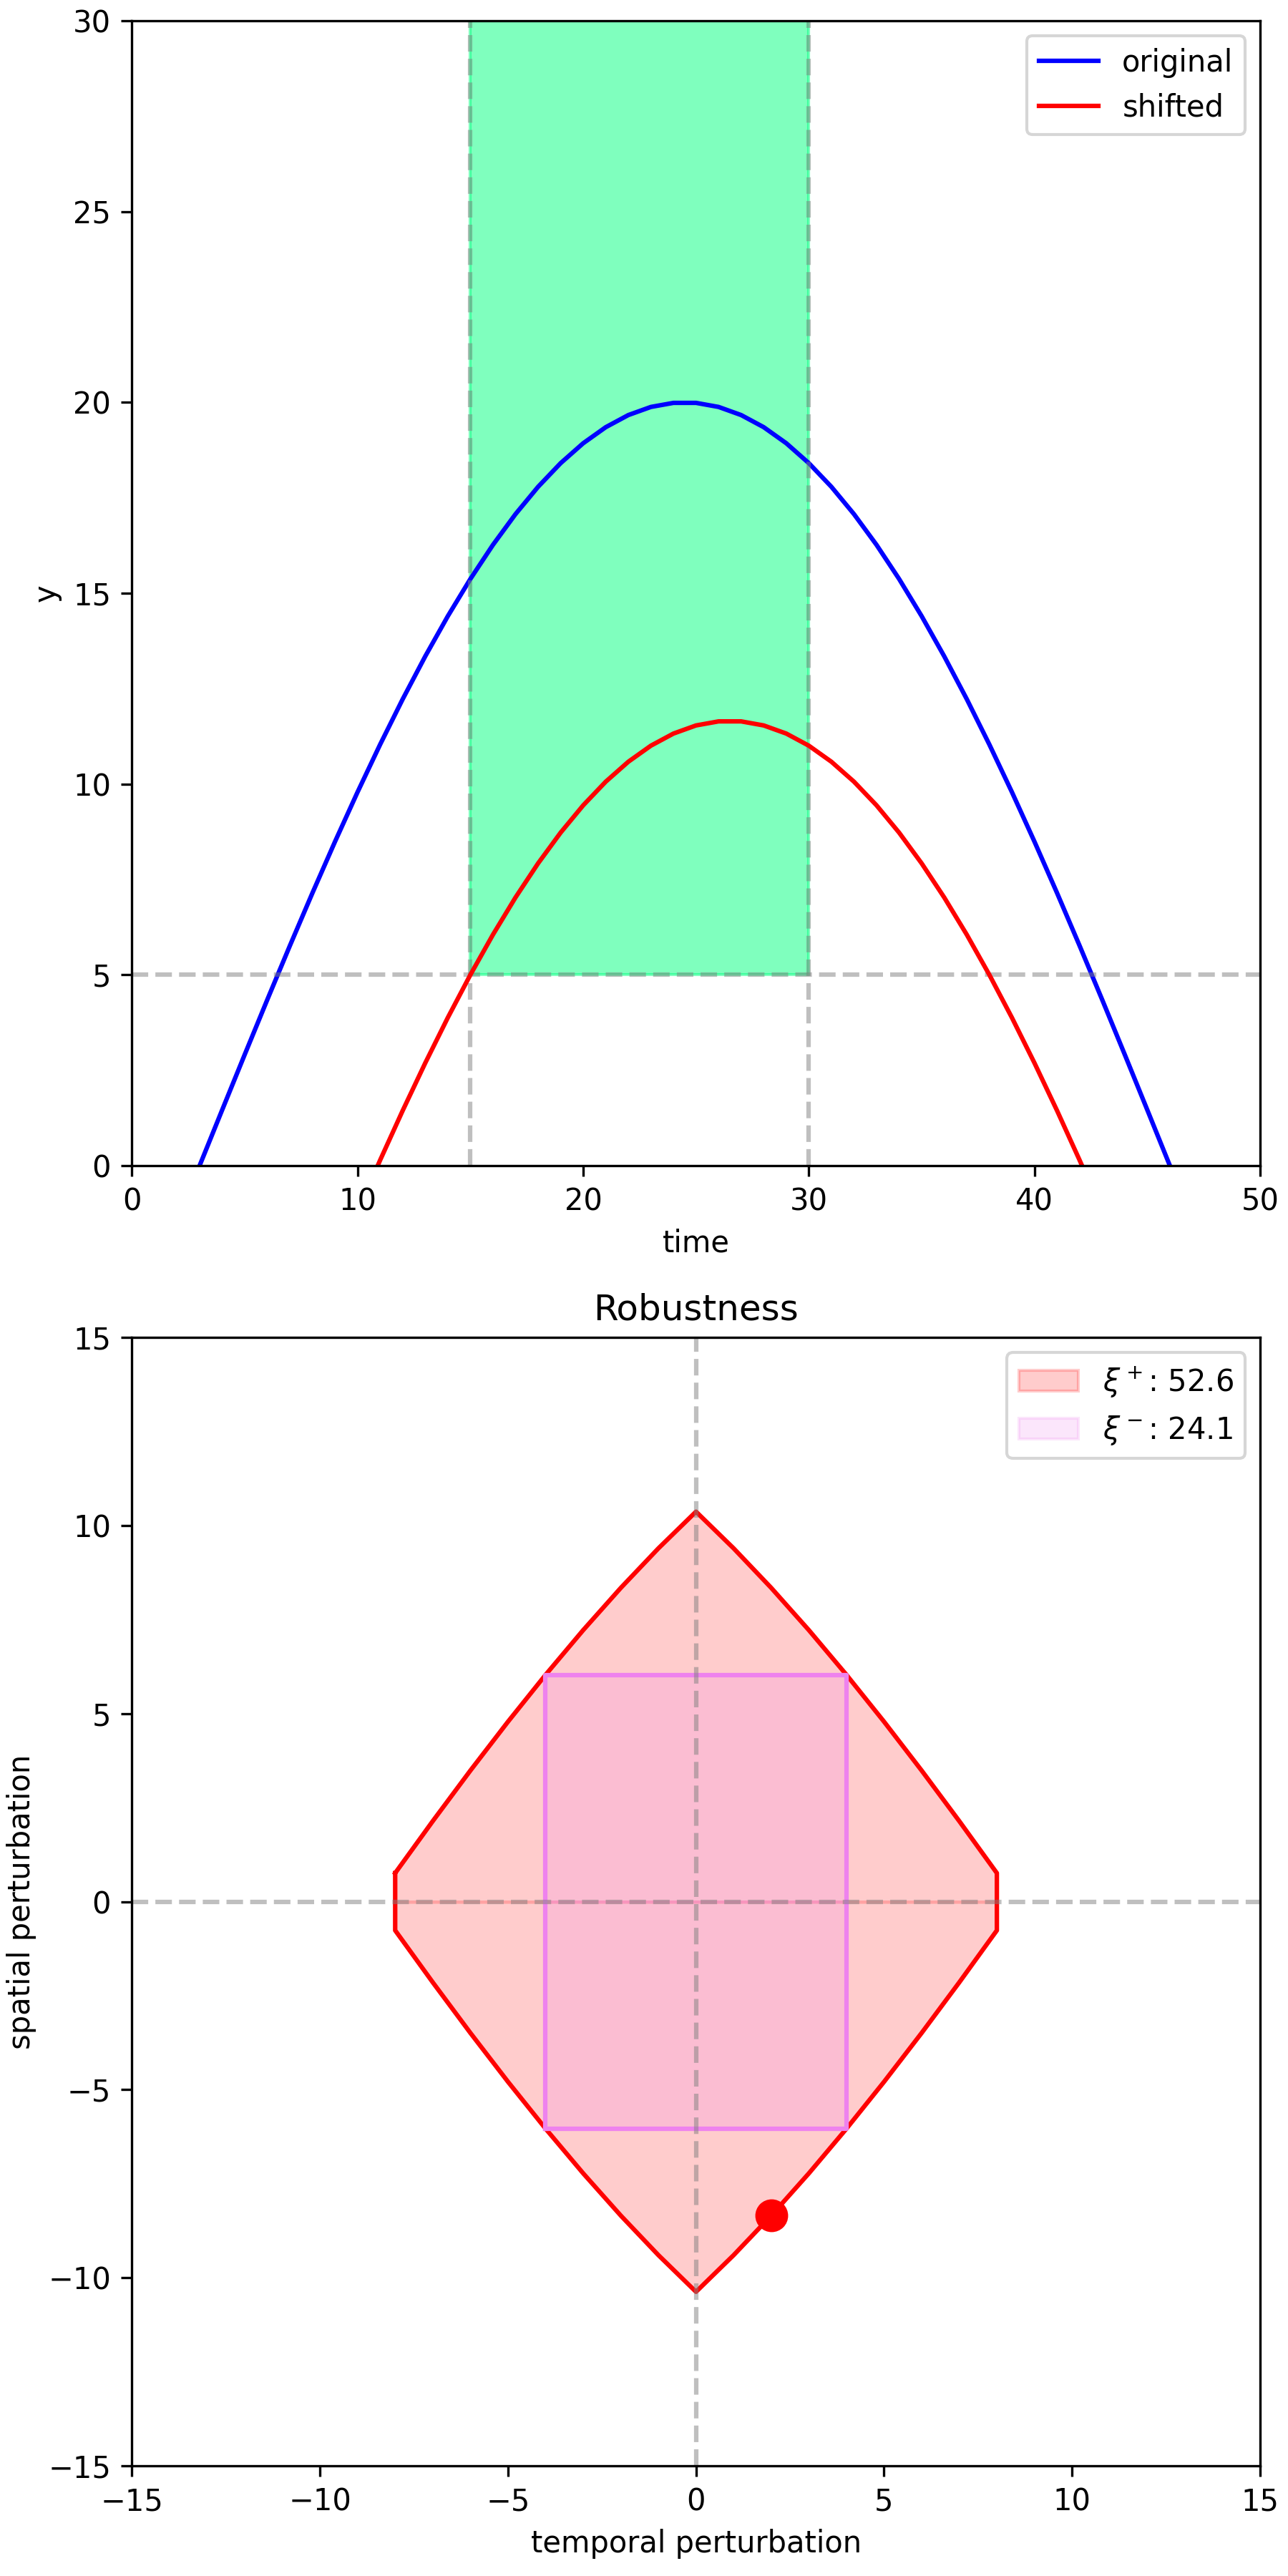 30
25
20
15
10
5
0
y
original
shifted
0 10 20 30 40 50
time
Robustness
15
10
5
0
−5
−10
−15
spatial perturbation
ξ⁺: 52.6
ξ⁻: 24.1
−15 −10 −5 0 5 10 15
temporal perturbation